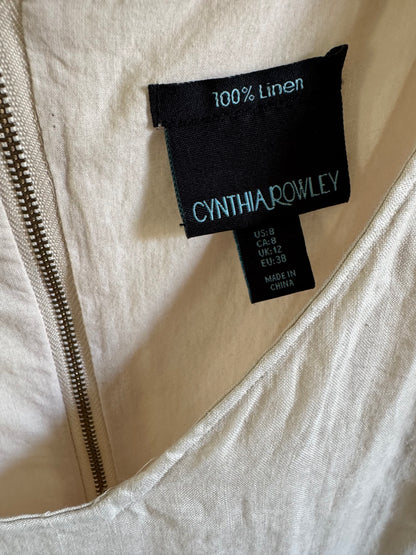 100% Linen
CYNTHIA ROWLEY
US:8
CA:8
UK:12
EU:38
MADE IN
CHINA